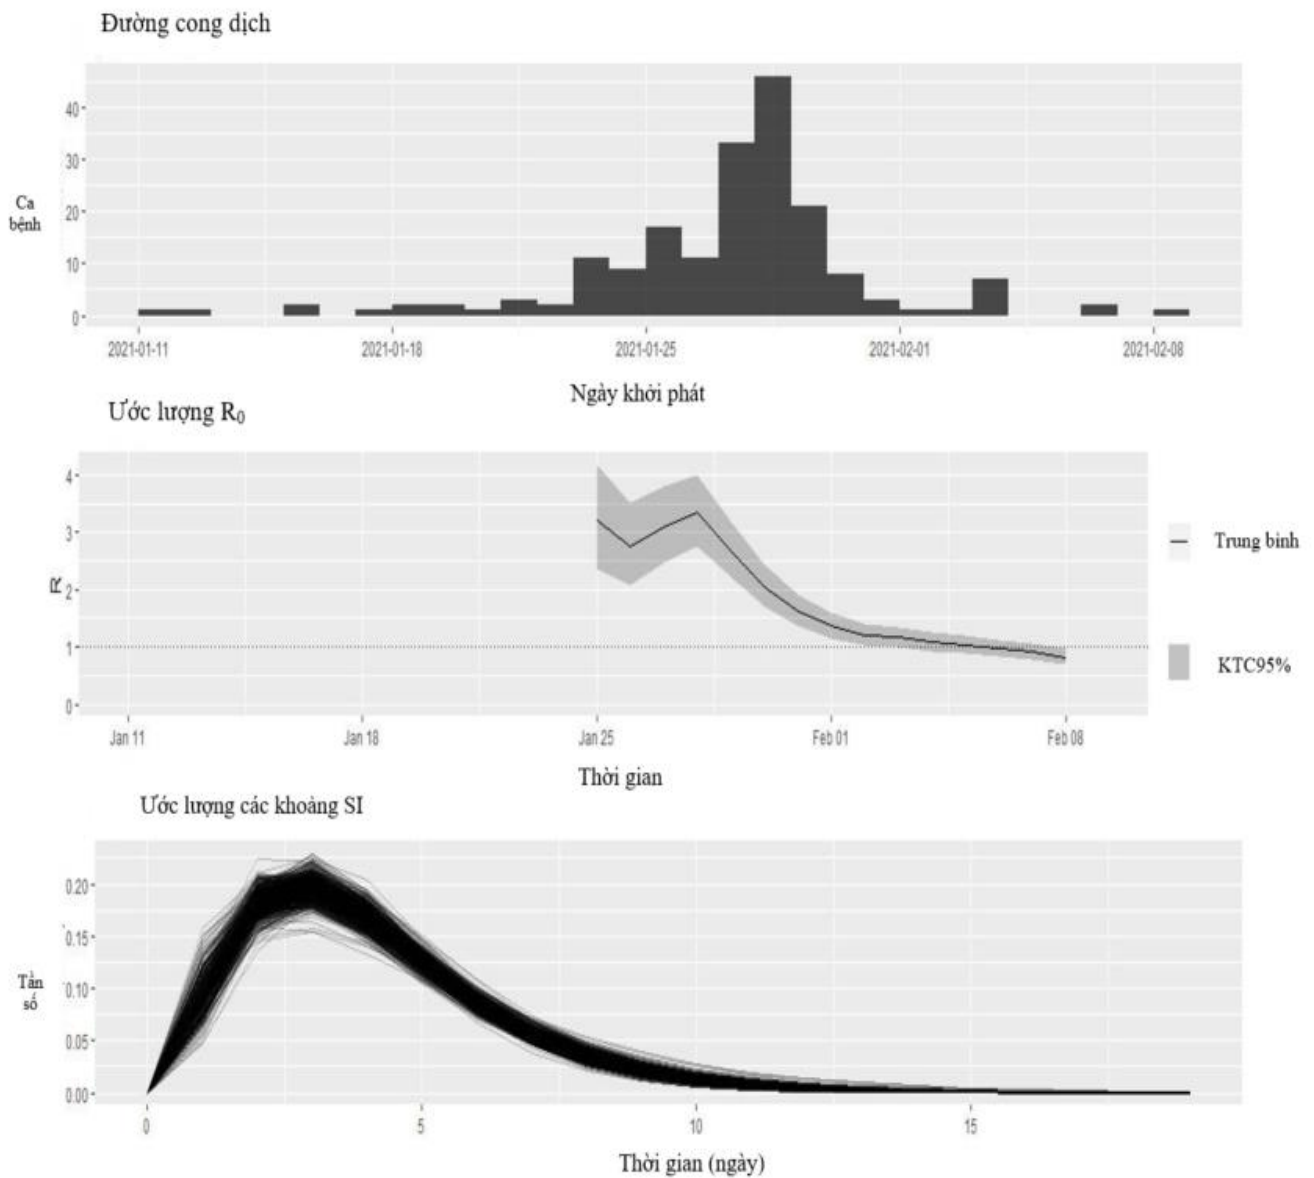 Đường cong dịch
40
30
20
10
0
Ca
bệnh
2021-01-11
2021-01-18
2021-01-25
2021-02-01
2021-02-08
Ngày khởi phát
Ước lượng R₀
4
3
2
1
0
R
Jan 11
Jan 18
Jan 25
Feb 01
Feb 08
Trung bình
KTC95%
Thời gian
Ước lượng các khoảng SI
0.20
0.15
0.10
0.05
0.00
Tần
số
0
5
10
15
Thời gian (ngày)